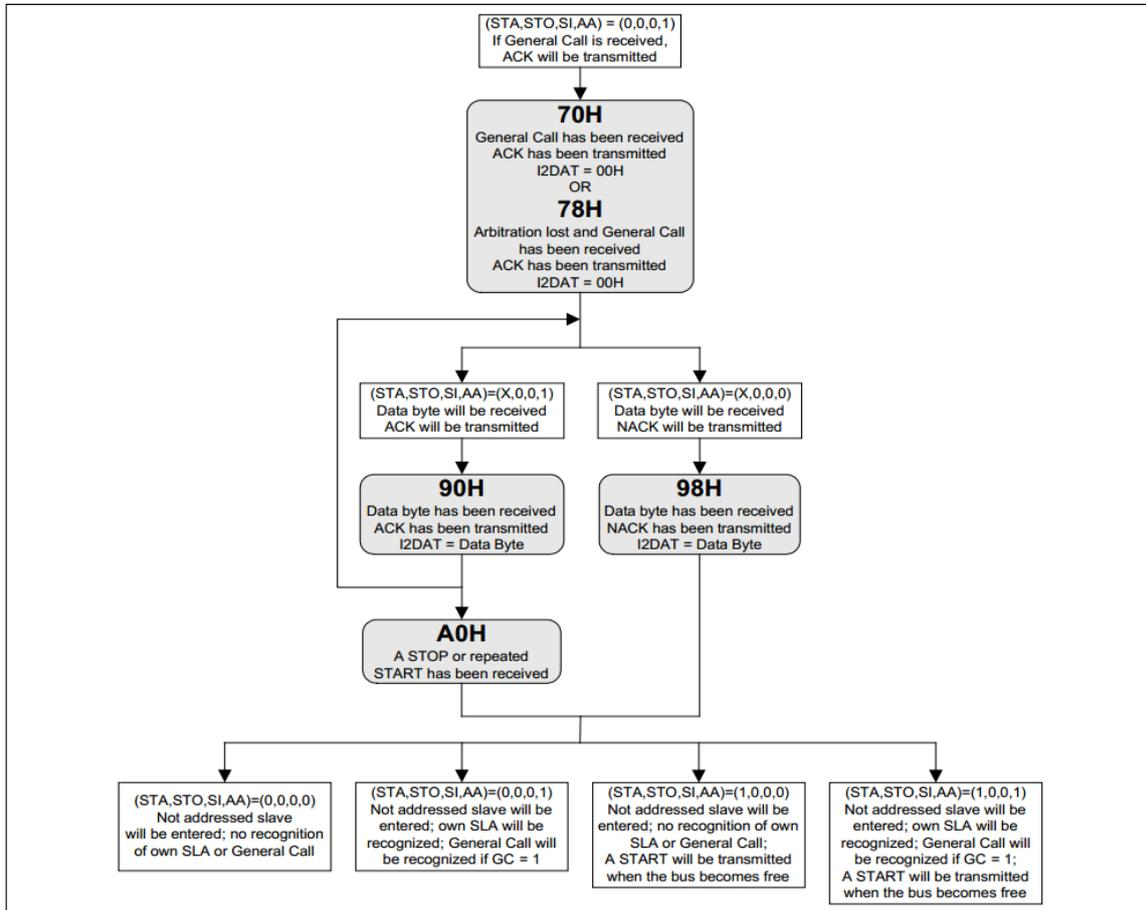 (STA,STO,SI,AA) = (0,0,0,1)
If General Call is received,
ACK will be transmitted
70H
General Call has been received
ACK has been transmitted
I2DAT = 00H
OR
78H
Arbitration lost and General Call
has been received
ACK has been transmitted
I2DAT = 00H
(STA,STO,SI,AA)=(X,0,0,1)
Data byte will be received
ACK will be transmitted
(STA,STO,SI,AA)=(X,0,0,0)
Data byte will be received
NACK will be transmitted
90H
Data byte has been received
ACK has been transmitted
I2DAT = Data Byte
98H
Data byte has been received
NACK has been transmitted
I2DAT = Data Byte
A0H
A STOP or repeated
START has been received
(STA,STO,SI,AA)=(0,0,0,0)
Not addressed slave
will be entered; no recognition
of own SLA or General Call
(STA,STO,SI,AA)=(0,0,0,1)
Not addressed slave will be
entered; own SLA will be
recognized; General Call will
be recognized if GC = 1
(STA,STO,SI,AA)=(1,0,0,0)
Not addressed slave will be
entered; no recognition of own
SLA or General Call;
A START will be transmitted
when the bus becomes free
(STA,STO,SI,AA)=(1,0,0,1)
Not addressed slave will be
entered; own SLA will be
recognized; General Call will
be recognized if GC = 1;
A START will be transmitted
when the bus becomes free